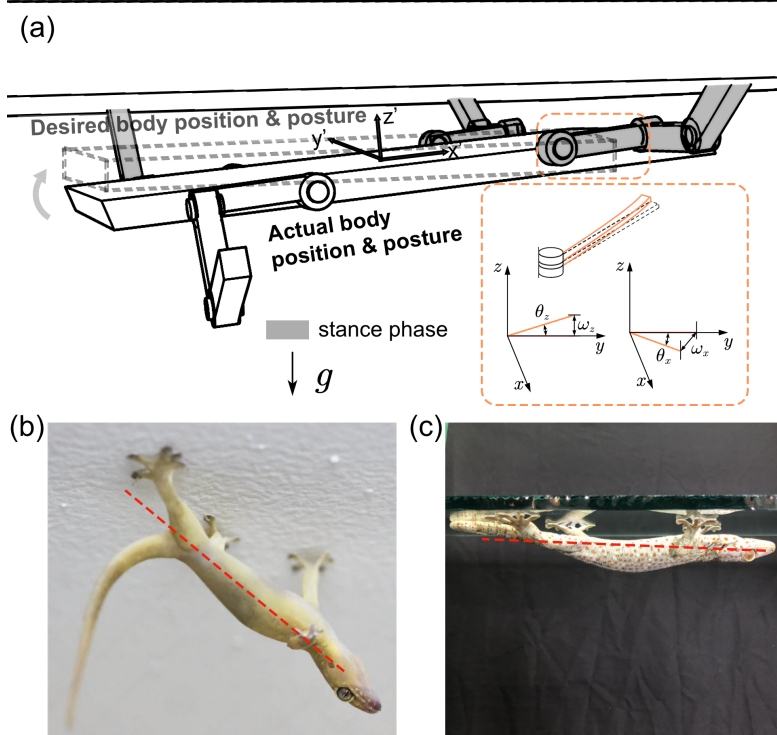 (a)
Desired body position & posture
z'
y'
x
Actual body
position & posture
stance phase
g
z
θz
ωz
y
x
z
θx
ωx
y
x
(b)
(c)